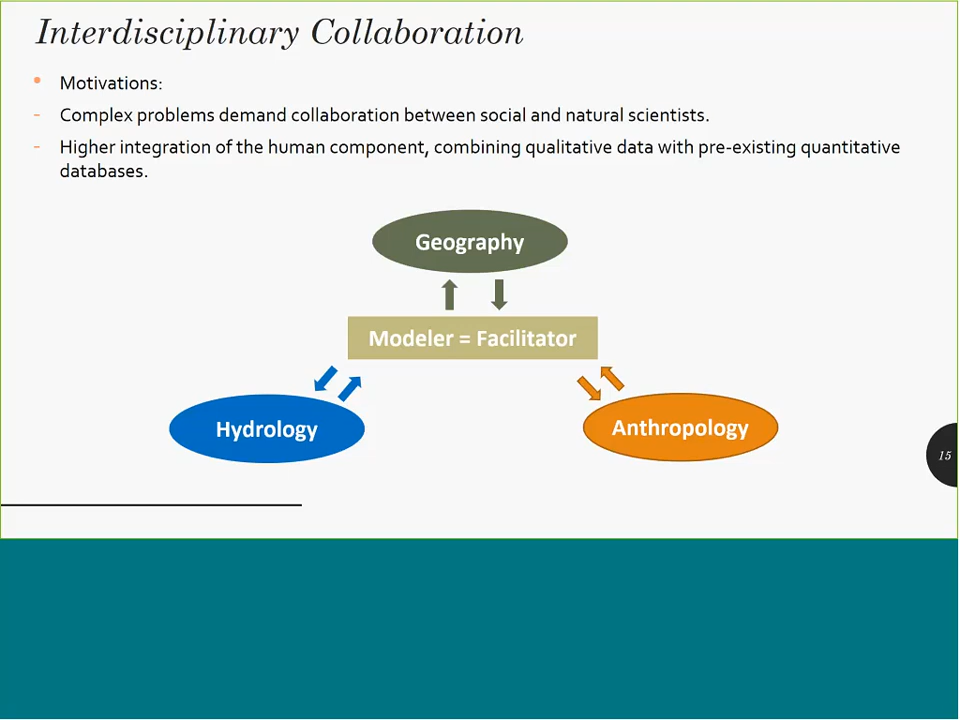 Interdisciplinary Collaboration
• Motivations:
- Complex problems demand collaboration between social and natural scientists.
- Higher integration of the human component, combining qualitative data with pre-existing quantitative
databases.
Geography
Modeler = Facilitator
Hydrology
Anthropology
15